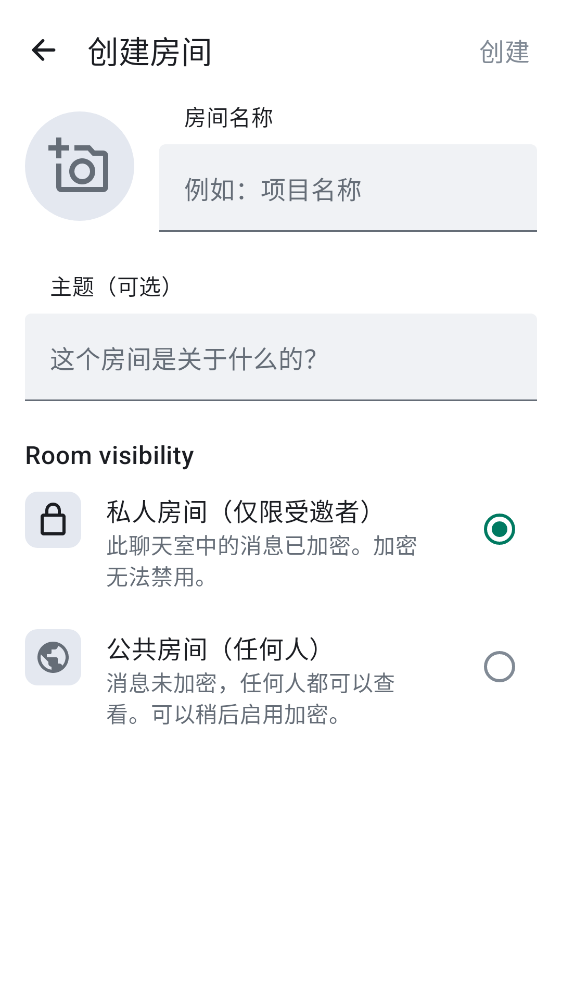 创建房间
创建
房间名称
例如：项目名称
主题（可选）
这个房间是关于什么的？
Room visibility
私人房间（仅限受邀者）
此聊天室中的消息已加密。加密
无法禁用。
公共房间（任何人）
消息未加密，任何人都可以查
看。可以稍后启用加密。